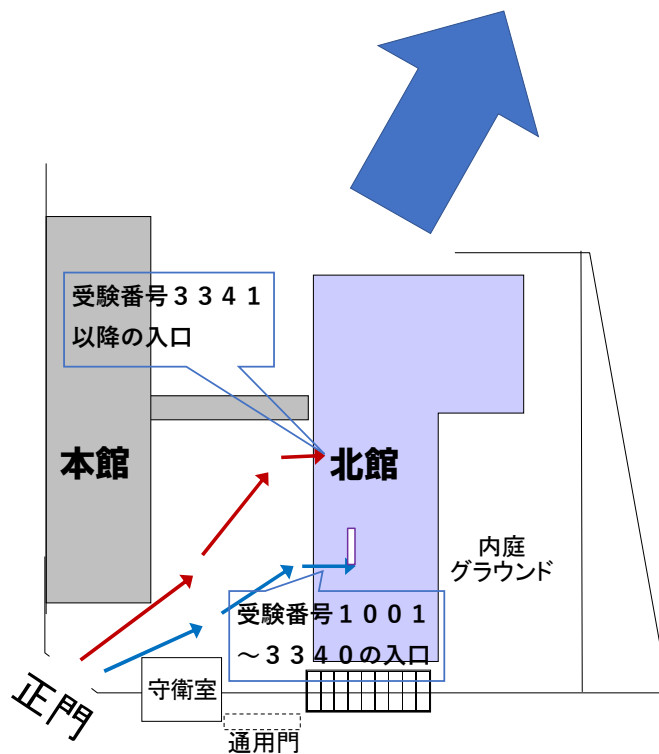 受験番号３３４１
以降の入口
本館
北館
内庭
グラウンド
受験番号１００１
～３３４０の入口
正門
守衛室
通用門